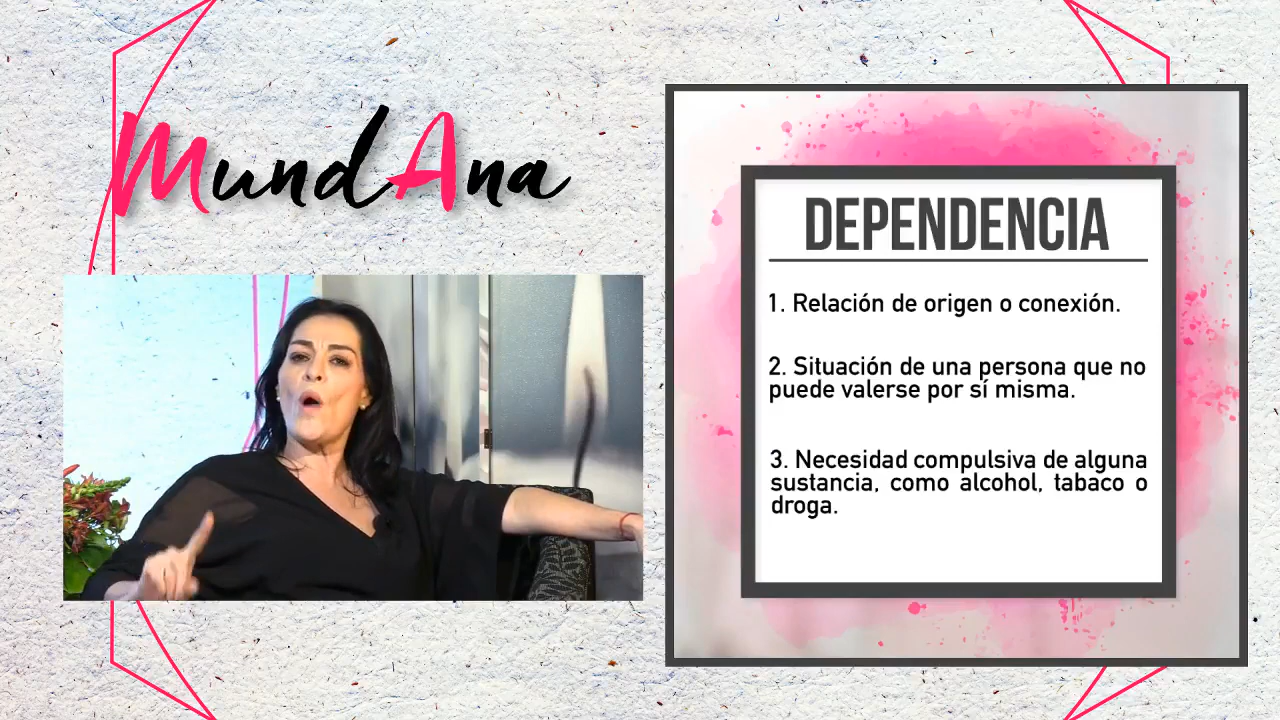 MundAna
DEPENDENCIA
1. Relación de origen o conexión.
2. Situación de una persona que no
puede valerse por sí misma.
3. Necesidad compulsiva de alguna
sustancia, como alcohol, tabaco o
droga.